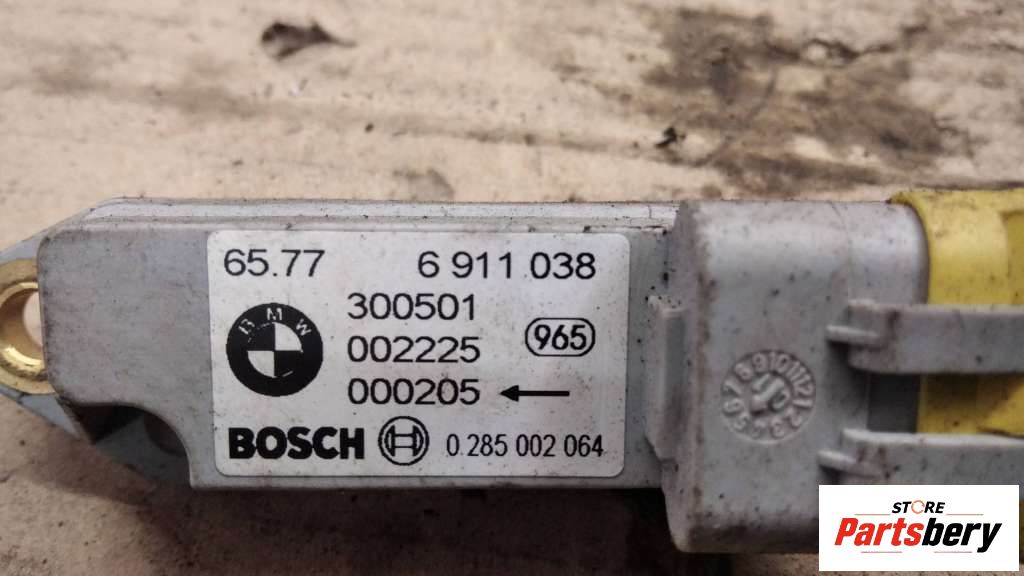 65.77 6 911 038
BMW
300501
002225
965
000205
BOSCH 0 285 002 064
STORE
Partsbery